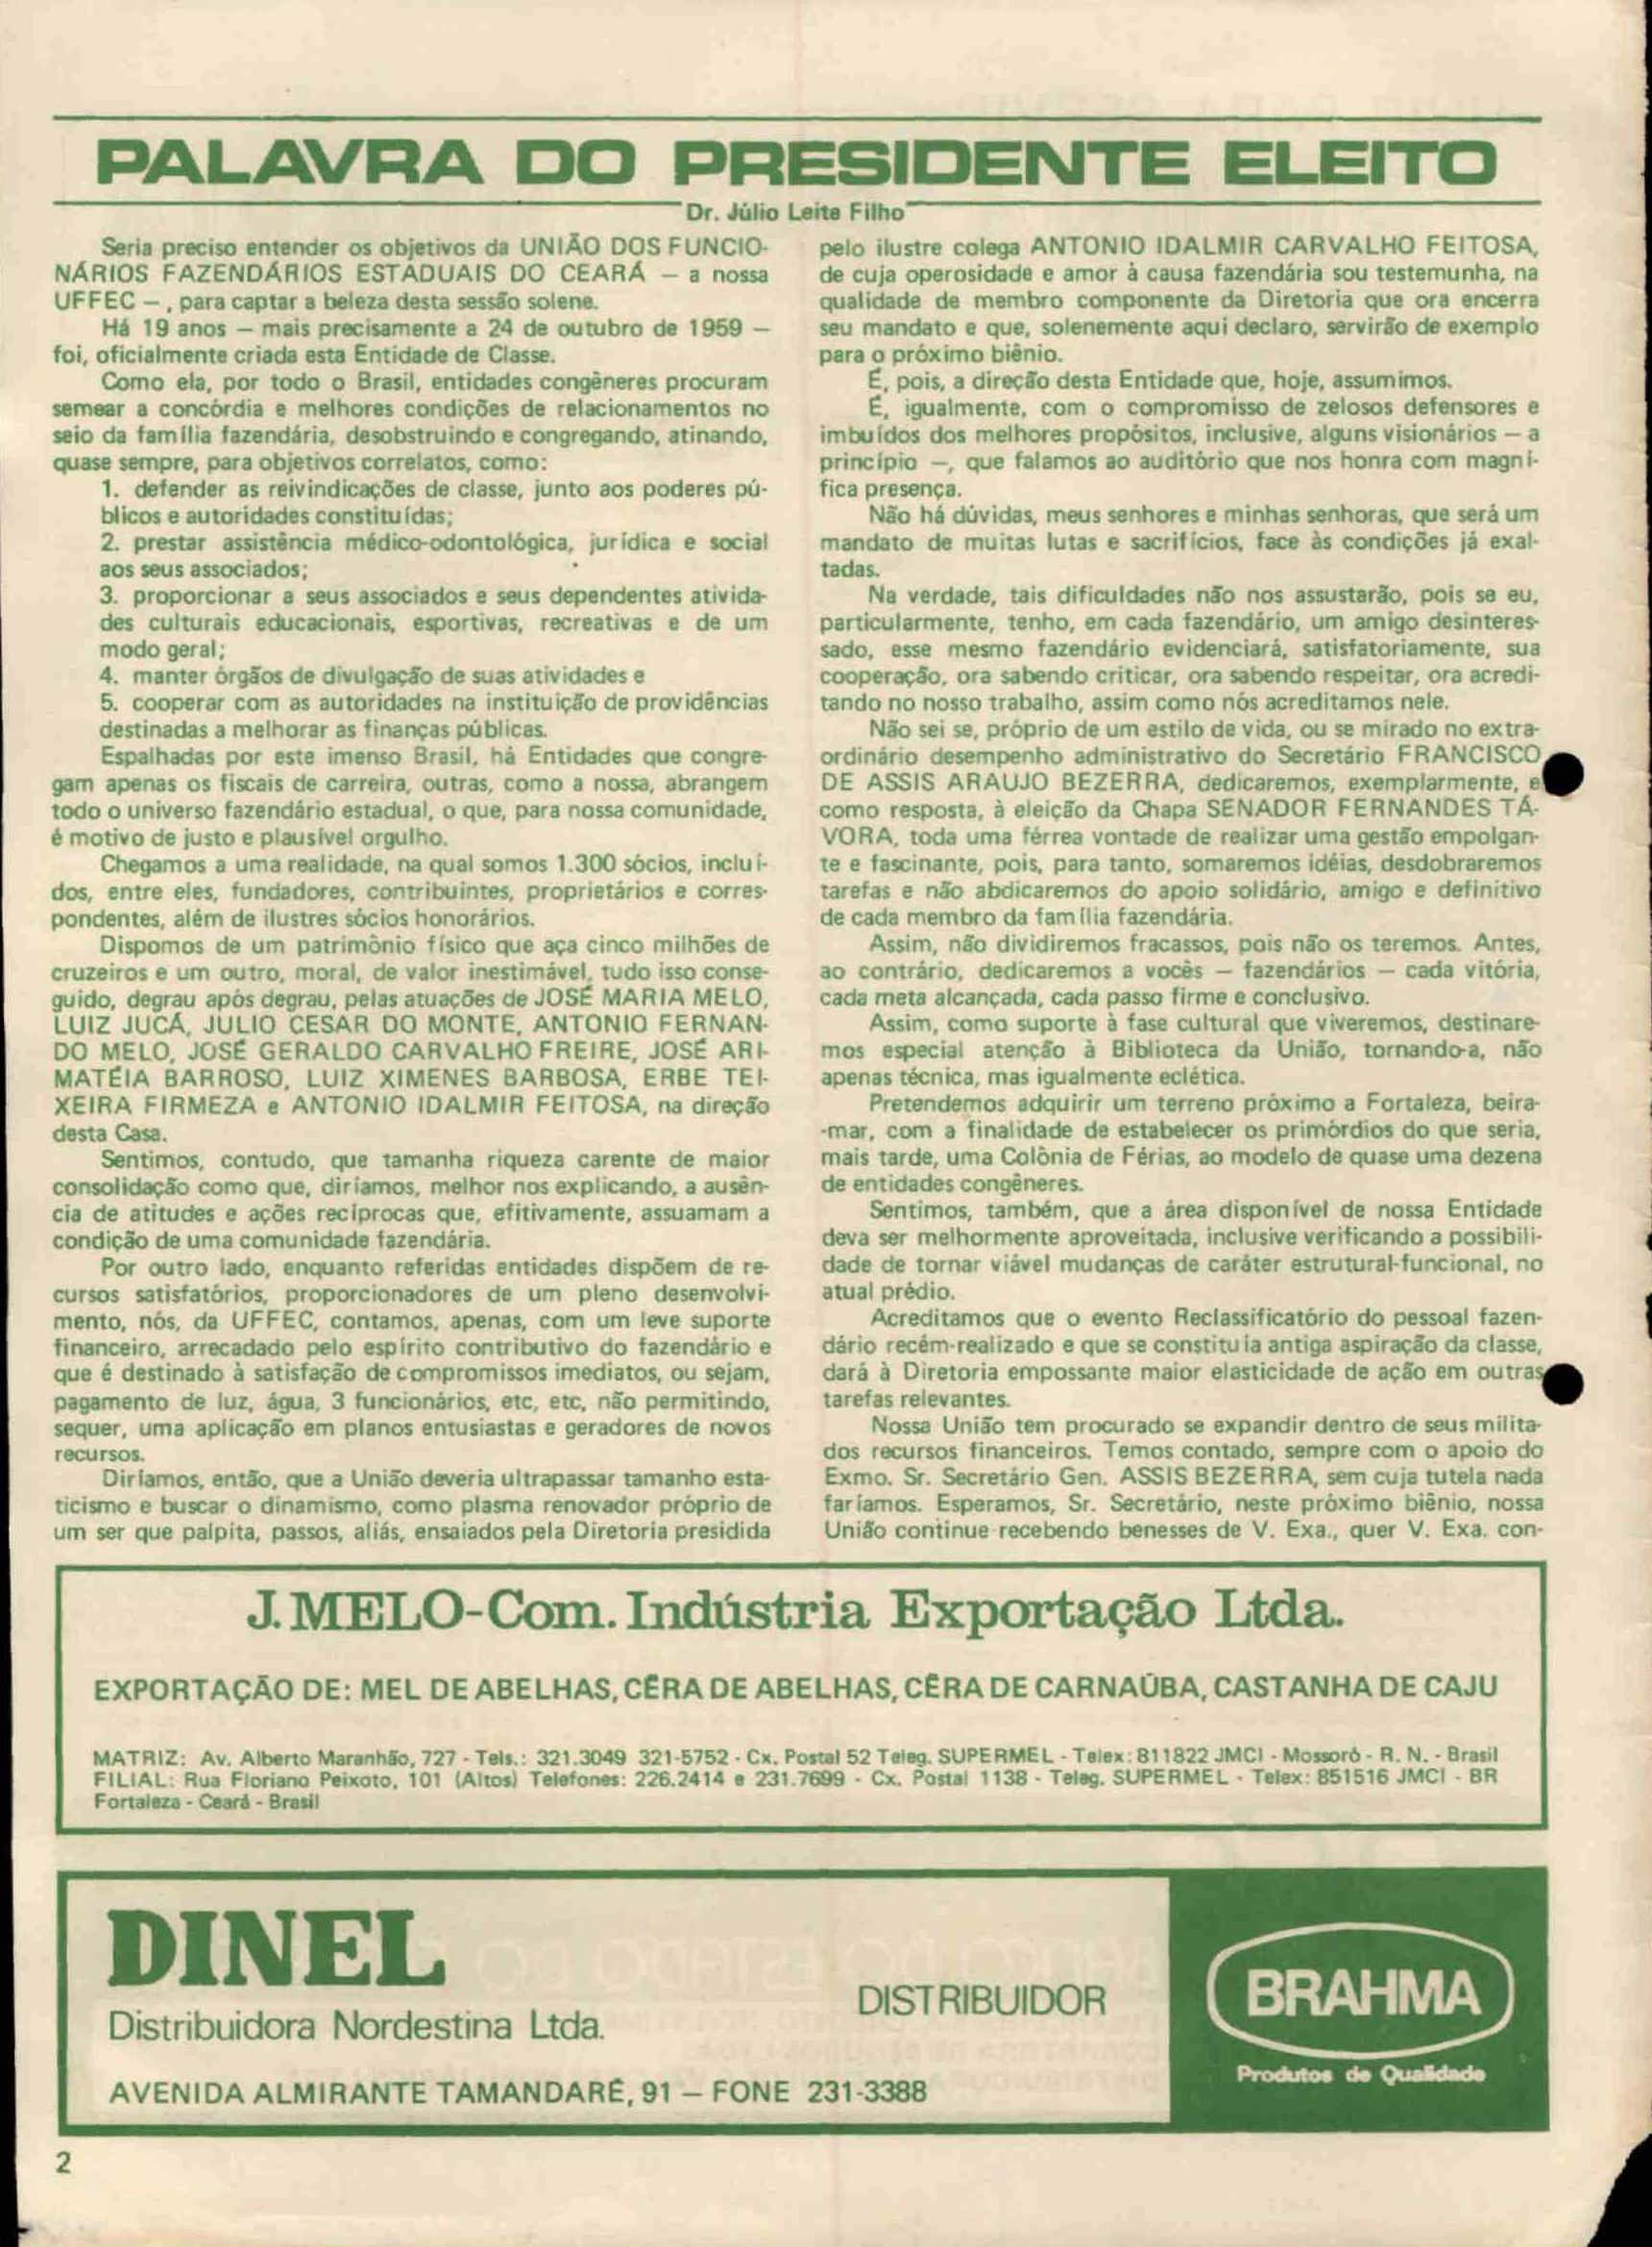 PALAVRA DO PRESIDENTE ELEITO
Dr. Júlio Leite Filho
Seria preciso entender os objetivos da UNIÃO DOS FUNCIO-
NÁRIOS FAZENDÁRIOS ESTADUAIS DO CEARÁ — a nossa
UFFEC —, para captar a beleza desta sessão solene.
Há 19 anos — mais precisamente a 24 de outubro de 1959 —
foi, oficialmente criada esta Entidade de Classe.
Como ela, por todo o Brasil, entidades congêneres procuram
semear a concórdia e melhores condições de relacionamentos no
seio da família fazendária, desobstruindo e congregando, atinando,
quase sempre, para objetivos correlatos, como:
1. defender as reivindicações de classe, junto aos poderes pú-
blicos e autoridades constituídas;
2. prestar assistência médico-odontológica, jurídica e social
aos seus associados;
3. proporcionar a seus associados e seus dependentes ativida-
des culturais educacionais, esportivas, recreativas e de um
modo geral;
4. manter órgãos de divulgação de suas atividades e
5. cooperar com as autoridades na instituição de providências
destinadas a melhorar as finanças públicas.
Espalhadas por este imenso Brasil, há Entidades que congre-
gam apenas os fiscais de carreira, outras, como a nossa, abrangem
todo o universo fazendário estadual, o que, para nossa comunidade,
é motivo de justo e plausível orgulho.
Chegamos a uma realidade, na qual somos 1.300 sócios, incluí-
dos, entre eles, fundadores, contribuintes, proprietários e corres-
pondentes, além de ilustres sócios honorários.
Dispomos de um patrimônio físico que aça cinco milhões de
cruzeiros e um outro, moral, de valor inestimável, tudo isso conse-
guido, degrau após degrau, pelas atuações de JOSÉ MARIA MELO,
LUIZ JUCÁ, JULIO CESAR DO MONTE, ANTONIO FERNAN-
DO MELO, JOSÉ GERALDO CARVALHO FREIRE, JOSÉ ARI-
MATÉIA BARROSO, LUIZ XIMENES BARBOSA, ERBE TEI-
XEIRA FIRMEZA e ANTONIO IDALMIR FEITOSA, na direção
desta Casa.
Sentimos, contudo, que tamanha riqueza carente de maior
consolidação como que, diríamos, melhor nos explicando, a ausên-
cia de atitudes e ações recíprocas que, efitivamente, assuamam a
condição de uma comunidade fazendária.
Por outro lado, enquanto referidas entidades dispõem de re-
cursos satisfatórios, proporcionadores de um pleno desenvolvi-
mento, nós, da UFFEC, contamos, apenas, com um leve suporte
financeiro, arrecadado pelo espírito contributivo do fazendário e
que é destinado à satisfação de compromissos imediatos, ou sejam,
pagamento de luz, água, 3 funcionários, etc, etc, não permitindo,
sequer, uma aplicação em planos entusiastas e geradores de novos
recursos.
Diríamos, então, que a União deveria ultrapassar tamanho esta-
ticismo e buscar o dinamismo, como plasma renovador próprio de
um ser que palpita, passos, aliás, ensaiados pela Diretoria presidida
pelo ilustre colega ANTONIO IDALMIR CARVALHO FEITOSA,
de cuja operosidade e amor à causa fazendária sou testemunha, na
qualidade de membro componente da Diretoria que ora encerra
seu mandato e que, solenemente aqui declaro, servirão de exemplo
para o próximo biênio.
É, pois, a direção desta Entidade que, hoje, assumimos.
É, igualmente, com o compromisso de zelosos defensores e
imbuídos dos melhores propósitos, inclusive, alguns visionários — a
princípio —, que falamos ao auditório que nos honra com magní-
fica presença.
Não há dúvidas, meus senhores e minhas senhoras, que será um
mandato de muitas lutas e sacrifícios, face às condições já exal-
tadas.
Na verdade, tais dificuldades não nos assustarão, pois se eu,
particularmente, tenho, em cada fazendário, um amigo desinteres-
sado, esse mesmo fazendário evidenciará, satisfatoriamente, sua
cooperação, ora sabendo criticar, ora sabendo respeitar, ora acredi-
tando no nosso trabalho, assim como nós acreditamos nele.
Não sei se, próprio de um estilo de vida, ou se mirado no extra-
ordinário desempenho administrativo do Secretário FRANCISCO
DE ASSIS ARAUJO BEZERRA, dedicaremos, exemplarmente, e
como resposta, à eleição da Chapa SENADOR FERNANDES TÁ-
VORA, toda uma férrea vontade de realizar uma gestão empolgan-
te e fascinante, pois, para tanto, somaremos idéias, desdobraremos
tarefas e não abdicaremos do apoio solidário, amigo e definitivo
de cada membro da família fazendária.
Assim, não dividiremos fracassos, pois não os teremos. Antes,
ao contrário, dedicaremos a vocês — fazendários — cada vitória,
cada meta alcançada, cada passo firme e conclusivo.
Assim, como suporte à fase cultural que viveremos, destinare-
mos especial atenção à Biblioteca da União, tornando-a, não
apenas técnica, mas igualmente eclética.
Pretendemos adquirir um terreno próximo a Fortaleza, beira-
-mar, com a finalidade de estabelecer os primórdios do que seria,
mais tarde, uma Colônia de Férias, ao modelo de quase uma dezena
de entidades congêneres.
Sentimos, também, que a área disponível de nossa Entidade
deva ser melhormente aproveitada, inclusive verificando a possibili-
dade de tornar viável mudanças de caráter estrutural-funcional, no
atual prédio.
Acreditamos que o evento Reclassificatório do pessoal fazen-
dário recém-realizado e que se constituía antiga aspiração da classe,
dará à Diretoria empossante maior elasticidade de ação em outras
tarefas relevantes.
Nossa União tem procurado se expandir dentro de seus milita-
dos recursos financeiros. Temos contado, sempre com o apoio do
Exmo. Sr. Secretário Gen. ASSIS BEZERRA, sem cuja tutela nada
faríamos. Esperamos, Sr. Secretário, neste próximo biênio, nossa
União continue recebendo benesses de V. Exa., quer V. Exa. con-
J. MELO-Com. Indústria Exportação Ltda.
EXPORTAÇÃO DE: MEL DE ABELHAS, CÊRA DE ABELHAS, CÊRA DE CARNAÚBA, CASTANHA DE CAJU
MATRIZ: Av. Alberto Maranhão, 727 - Tels.: 321.3049 321-5752 - Cx. Postal 52 Teleg. SUPERMEL - Telex: 811822 JMCI - Mossoró - R. N. - Brasil
FILIAL: Rua Floriano Peixoto, 101 (Altos) Telefones: 226.2414 e 231.7699 - Cx. Postal 1138 - Teleg. SUPERMEL - Telex: 851516 JMCI - BR
Fortaleza - Ceará - Brasil
DINEL
Distribuidora Nordestina Ltda.
DISTRIBUIDOR
AVENIDA ALMIRANTE TAMANDARÉ, 91 — FONE 231-3388
BRAHMA
Produtos de Qualidade
2